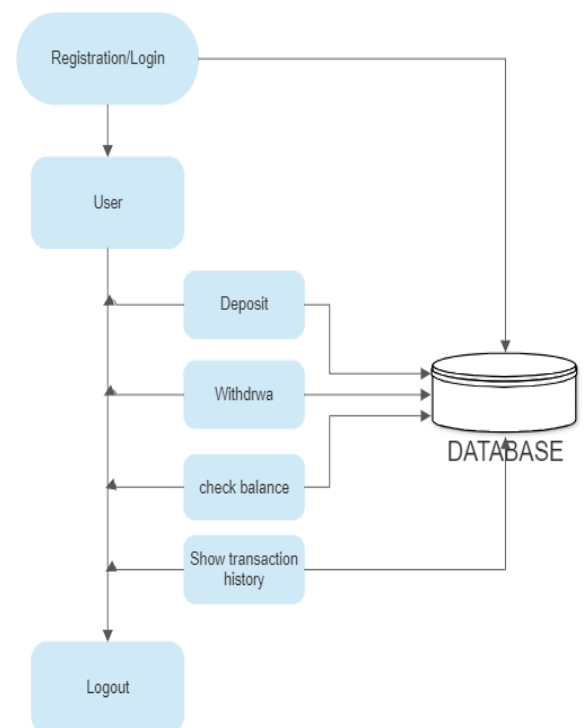 Registration/Login
User
Deposit
Withdrwa
DATABASE
check balance
Show transaction
history
Logout